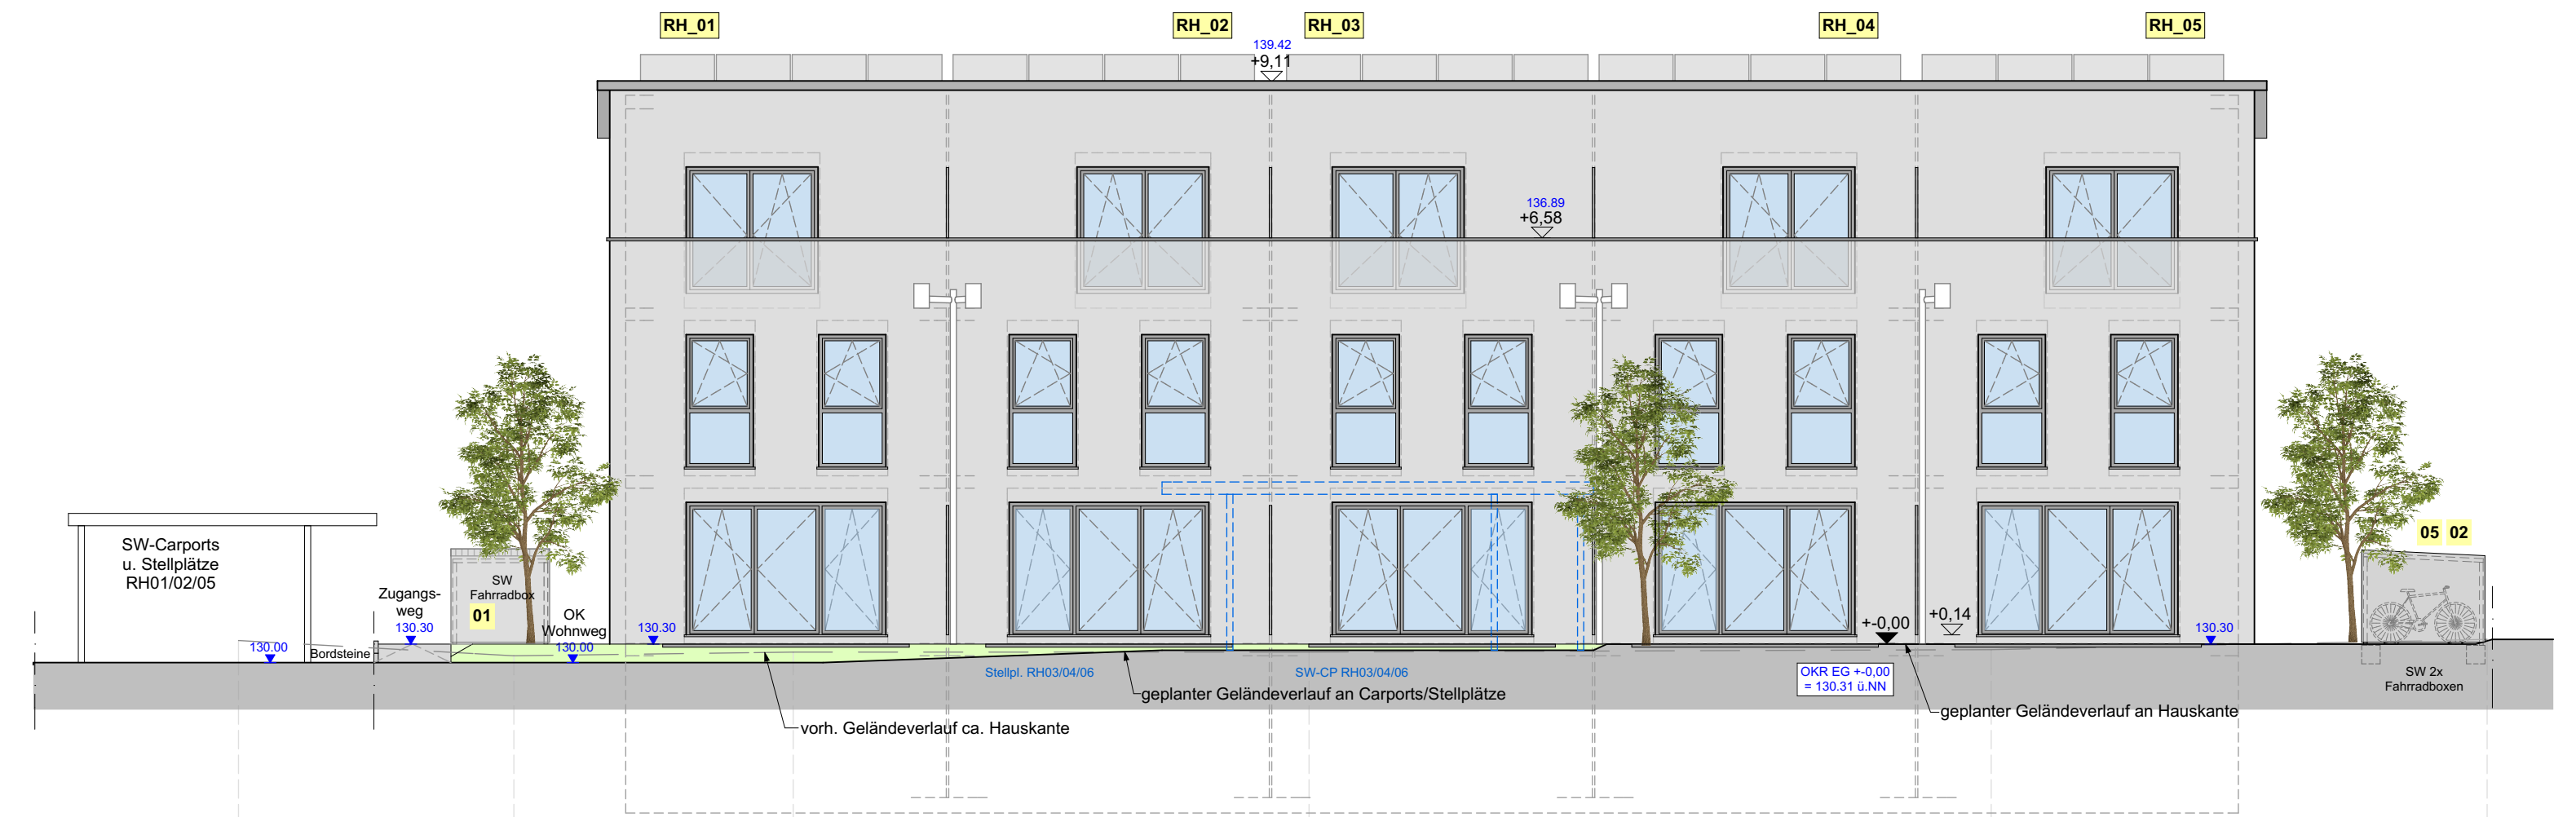 RH_01
RH_02
RH_03
RH_04
RH_05
139.42
+9,11
136.89
+6,58
SW-Carports
u. Stellplätze
RH01/02/05
Zugangs-
weg
130.30
SW
Fahrradbox
01
OK
Wohnweg
130.00
130.00
Bordsteine
130.30
+-0,00
+0,14
130.30
05 02
Stellpl. RH03/04/06
SW-CP RH03/04/06
OKR EG +-0,00
= 130.31 ü.NN
SW 2x
Fahrradboxen
geplanter Geländeverlauf an Carports/Stellplätze
geplanter Geländeverlauf an Hauskante
vorh. Geländeverlauf ca. Hauskante